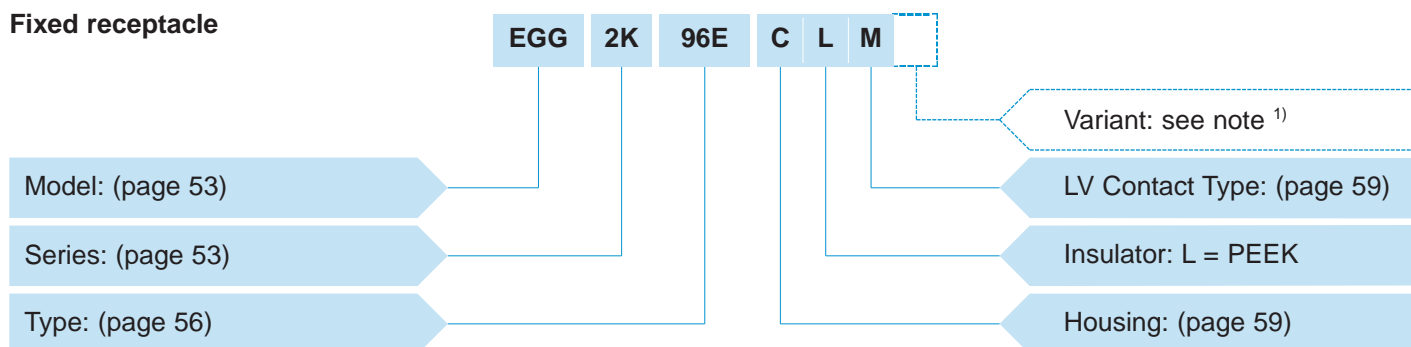 Fixed receptacle
EGG 2K 96E C L M
Variant: see note 1)
Model: (page 53)
LV Contact Type: (page 59)
Series: (page 53)
Insulator: L = PEEK
Type: (page 56)
Housing: (page 59)